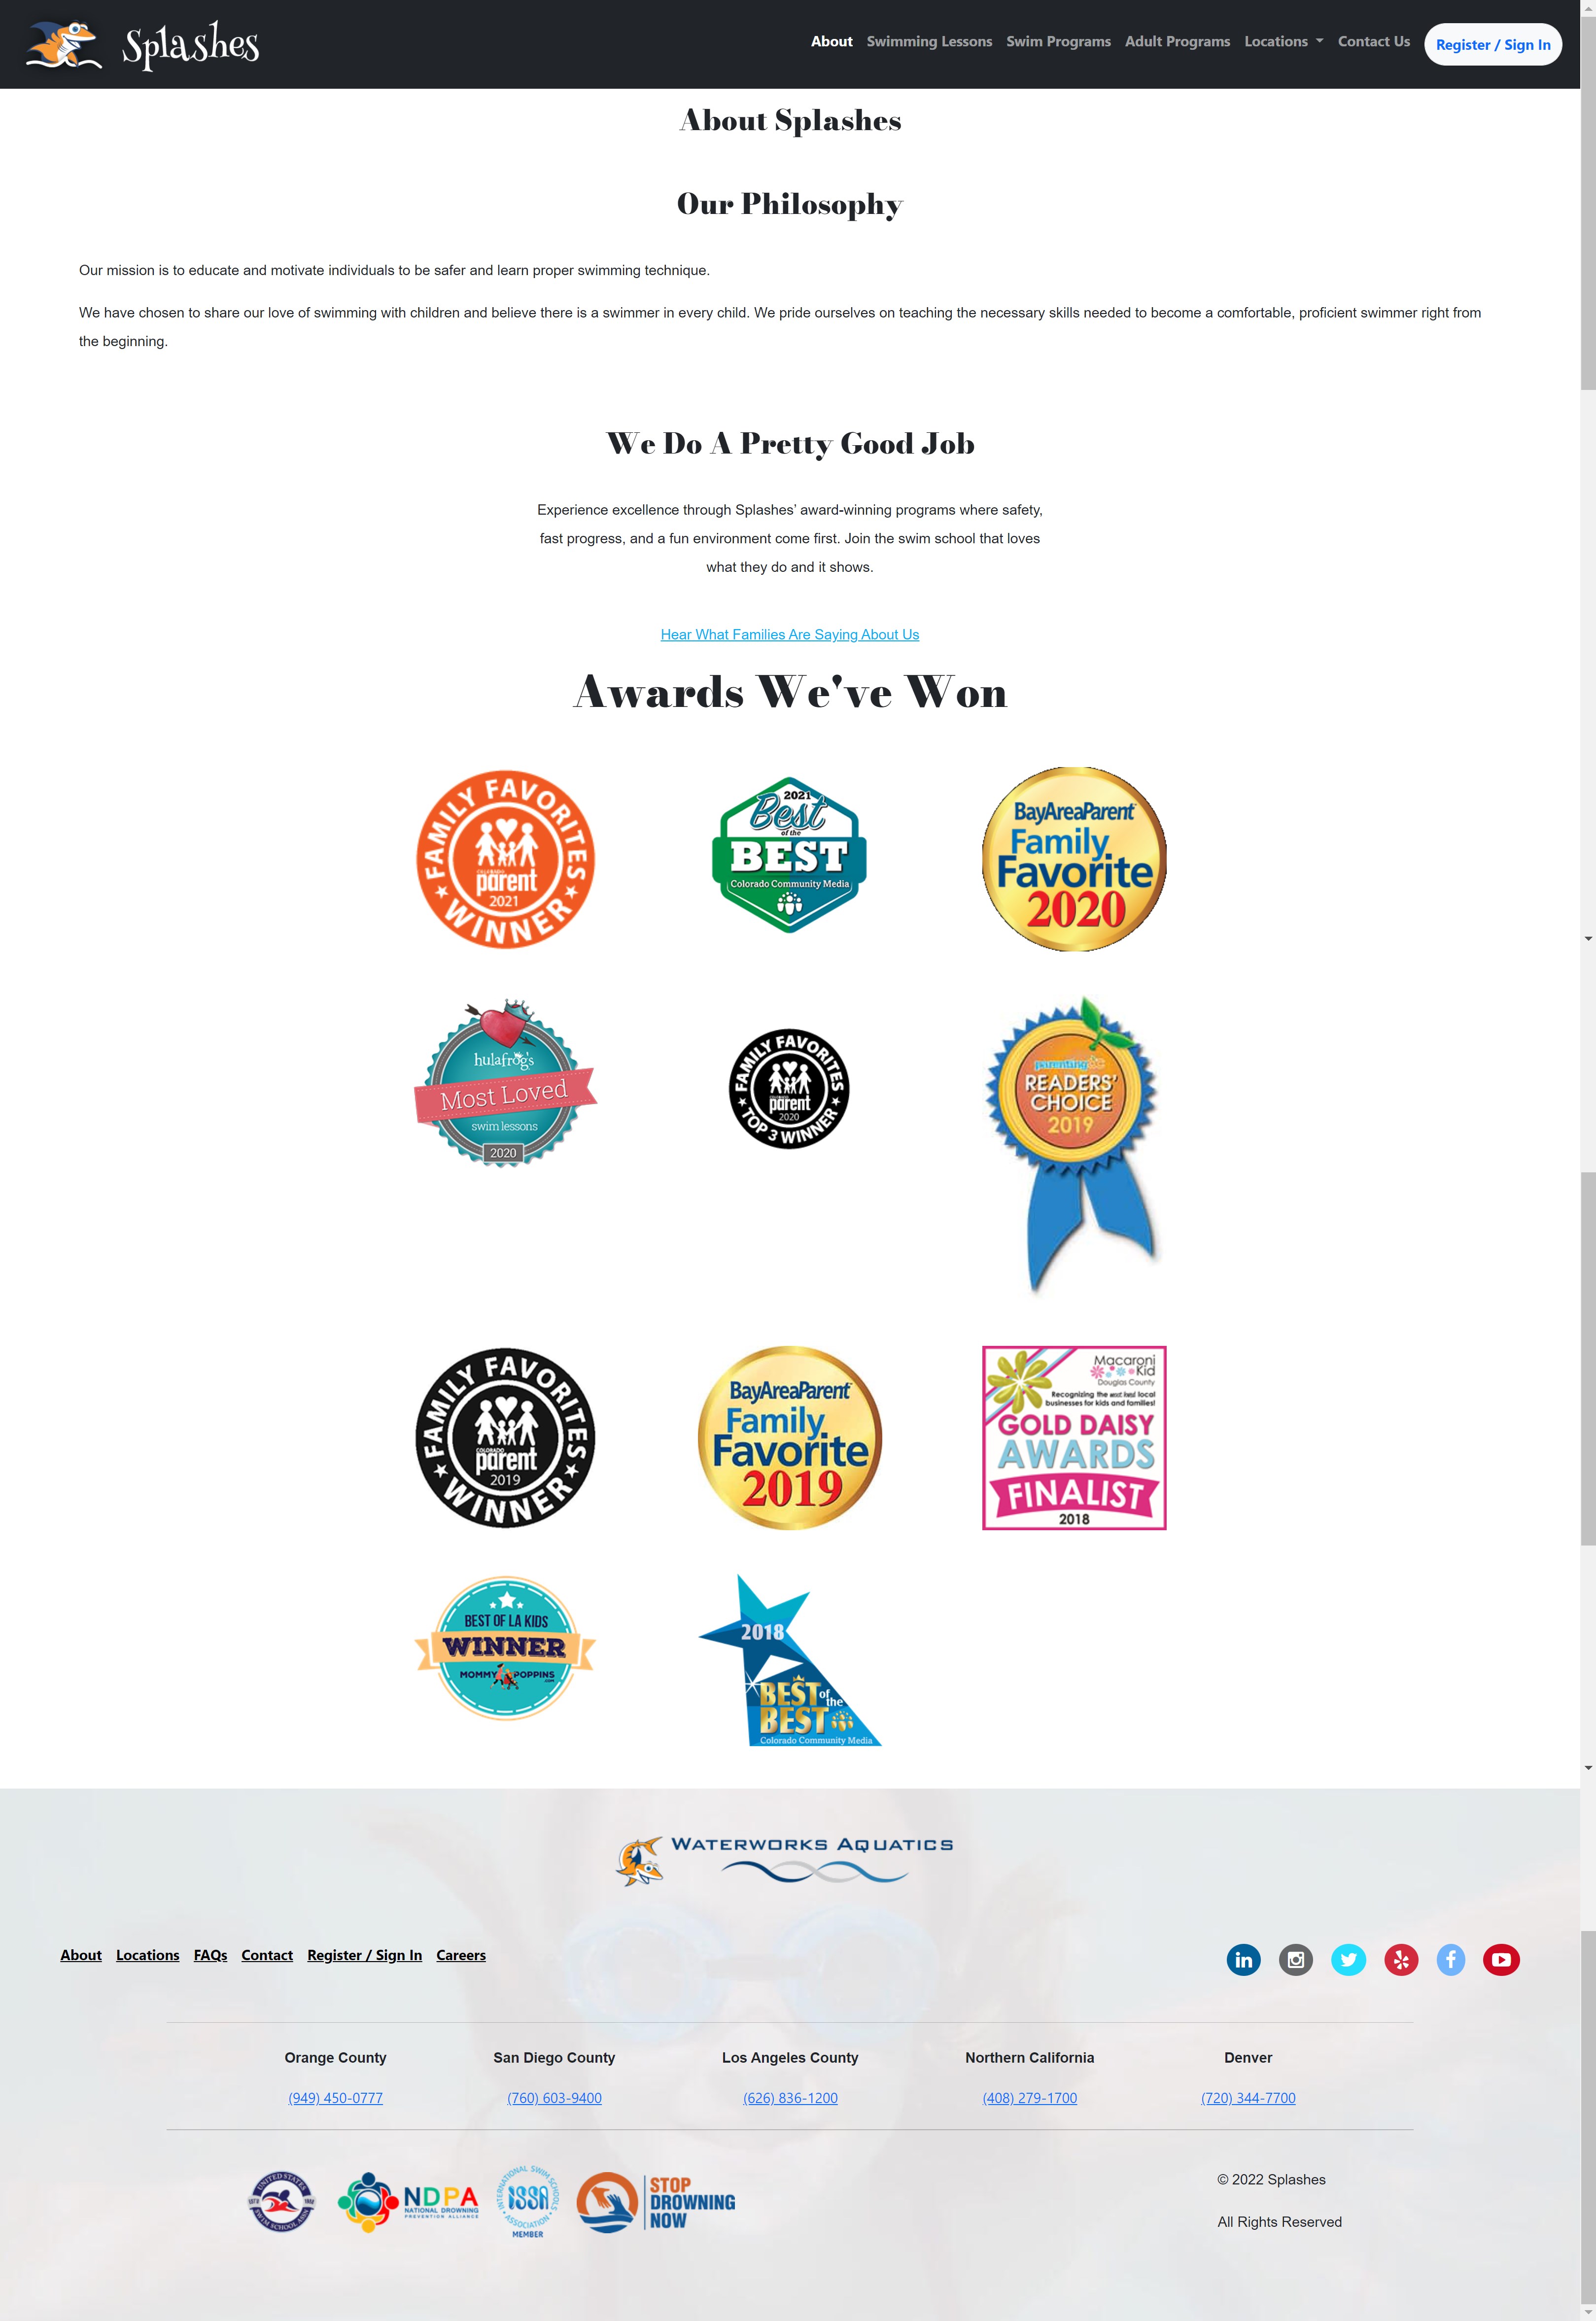 Splashes
About Swimming Lessons Swim Programs Adult Programs Locations Contact Us Register / Sign In
About Splashes
Our Philosophy
Our mission is to educate and motivate individuals to be safer and learn proper swimming technique.
We have chosen to share our love of swimming with children and believe there is a swimmer in every child. We pride ourselves on teaching the necessary skills needed to become a comfortable, proficient swimmer right from
the beginning.
We Do A Pretty Good Job
Experience excellence through Splashes’ award-winning programs where safety,
fast progress, and a fun environment come first. Join the swim school that loves
what they do and it shows.
Hear What Families Are Saying About Us
Awards We've Won
FAMILY FAVORITES
COLORADO
parent
2021
WINNER
2021
Best
of the
BEST
Colorado Community Media
BayAreaParent
Family
Favorite
2020
hulafrog's
Most Loved
swim lessons
2020
FAMILY FAVORITES
COLORADO
parent
2020
TOP 3 WINNER
parenting oc
READERS'
CHOICE
2019
FAMILY FAVORITES
COLORADO
parent
2019
WINNER
BayAreaParent
Family
Favorite
2019
Macaroni
Kid
Douglas County
Recognizing the most loved local
businesses for kids and families!
GOLD DAISY
AWARDS
FINALIST
2018
BEST OF LA KIDS
WINNER
MOMMY POPPINS
.COM
2018
BEST of the
BEST
Colorado Community Media
WATERWORKS AQUATICS
About Locations FAQs Contact Register / Sign In Careers
in
f
Orange County San Diego County Los Angeles County Northern California Denver
(949) 450-0777 (760) 603-9400 (626) 836-1200 (408) 279-1700 (720) 344-7700
UNITED STATES
SWIM SCHOOL ASSN
NDPA
NATIONAL DROWNING
PREVENTION ALLIANCE
INTERNATIONAL SWIM SCHOOLS
ISSA
ASSOCIATION
MEMBER
STOP
DROWNING
NOW
© 2022 Splashes
All Rights Reserved